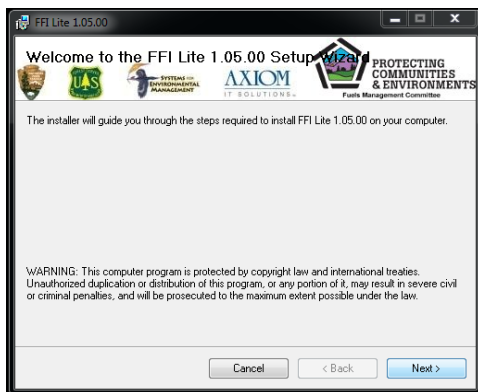 FFI Lite 1.05.00
Welcome to the FFI Lite 1.05.00 Setup Wizard
UAS
SYSTEMS FOR
ENVIRONMENTAL
MANAGEMENT
AXIOM
IT SOLUTIONS
PROTECTING
COMMUNITIES
& ENVIRONMENTS
Fuels Management Committee
The installer will guide you through the steps required to install FFI Lite 1.05.00 on your computer.
WARNING: This computer program is protected by copyright law and international treaties.
Unauthorized duplication or distribution of this program, or any portion of it, may result in severe civil
or criminal penalties, and will be prosecuted to the maximum extent possible under the law.
Cancel
< Back
Next >